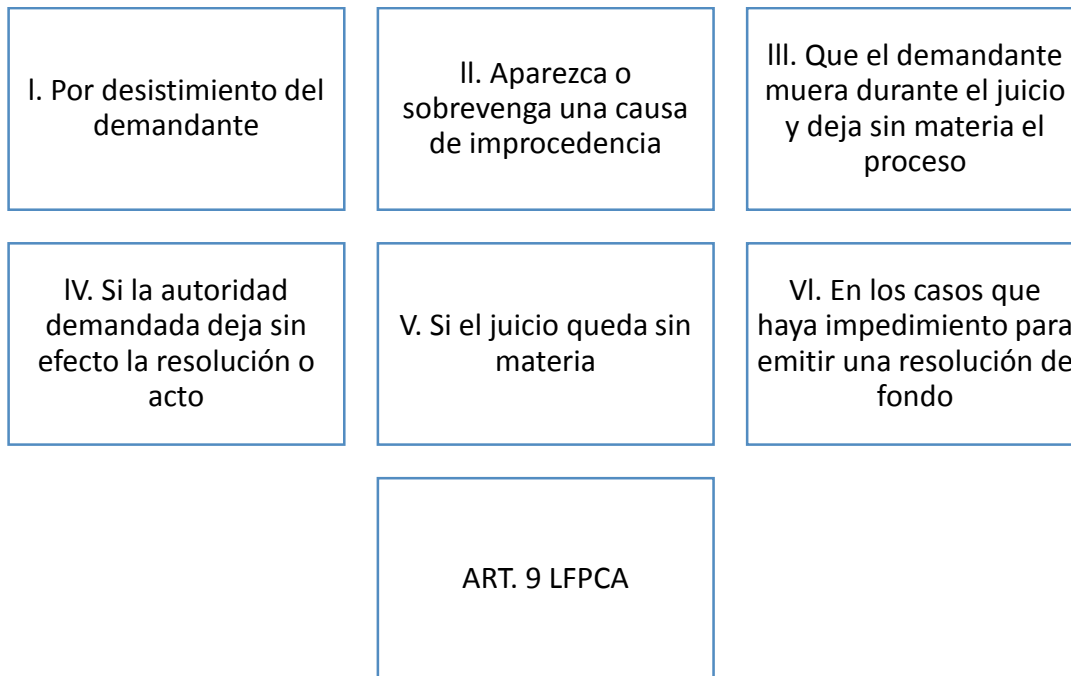 I. Por desistimiento del
demandante
II. Aparezca o
sobrevenga una causa
de improcedencia
III. Que el demandante
muera durante el juicio
y deja sin materia el
proceso
IV. Si la autoridad
demandada deja sin
efecto la resolución o
acto
V. Si el juicio queda sin
materia
VI. En los casos que
haya impedimiento para
emitir una resolución de
fondo
ART. 9 LFPCA